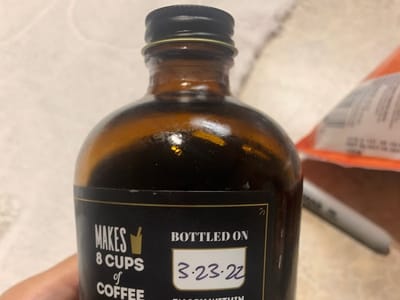 MAKES
8 CUPS
of
COFFEE
BOTTLED ON
3.23.22